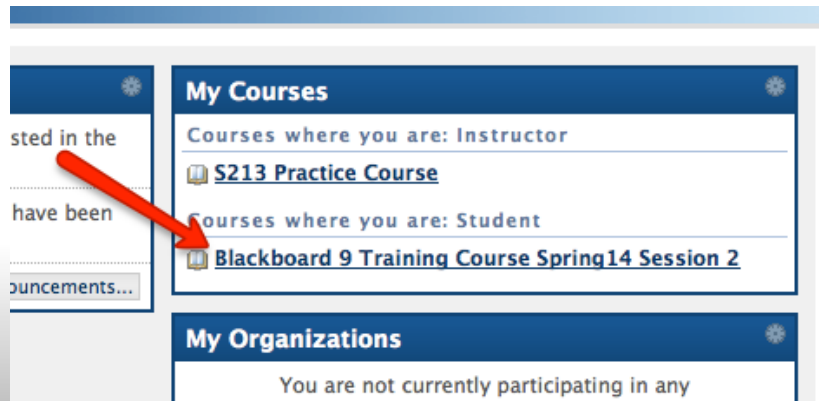 sted in the
have been
ouncements...
My Courses
Courses where you are: Instructor
S213 Practice Course
Courses where you are: Student
Blackboard 9 Training Course Spring14 Session 2
My Organizations
You are not currently participating in any